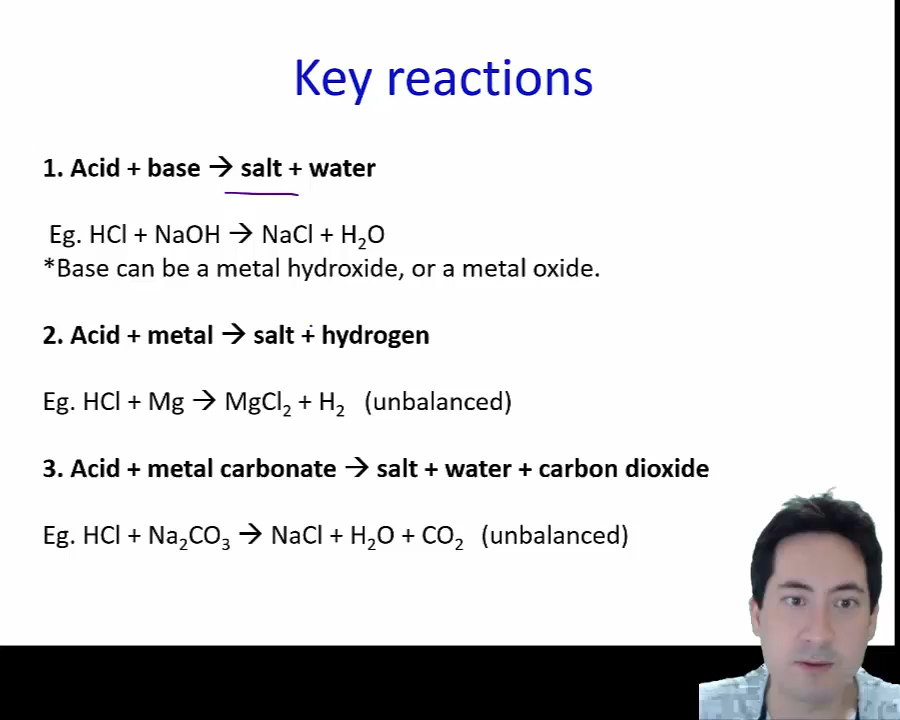 Key reactions
1. Acid + base → salt + water
Eg. HCl + NaOH → NaCl + H₂O
*Base can be a metal hydroxide, or a metal oxide.
2. Acid + metal → salt + hydrogen
Eg. HCl + Mg → MgCl₂ + H₂ (unbalanced)
3. Acid + metal carbonate → salt + water + carbon dioxide
Eg. HCl + Na₂CO₃ → NaCl + H₂O + CO₂ (unbalanced)